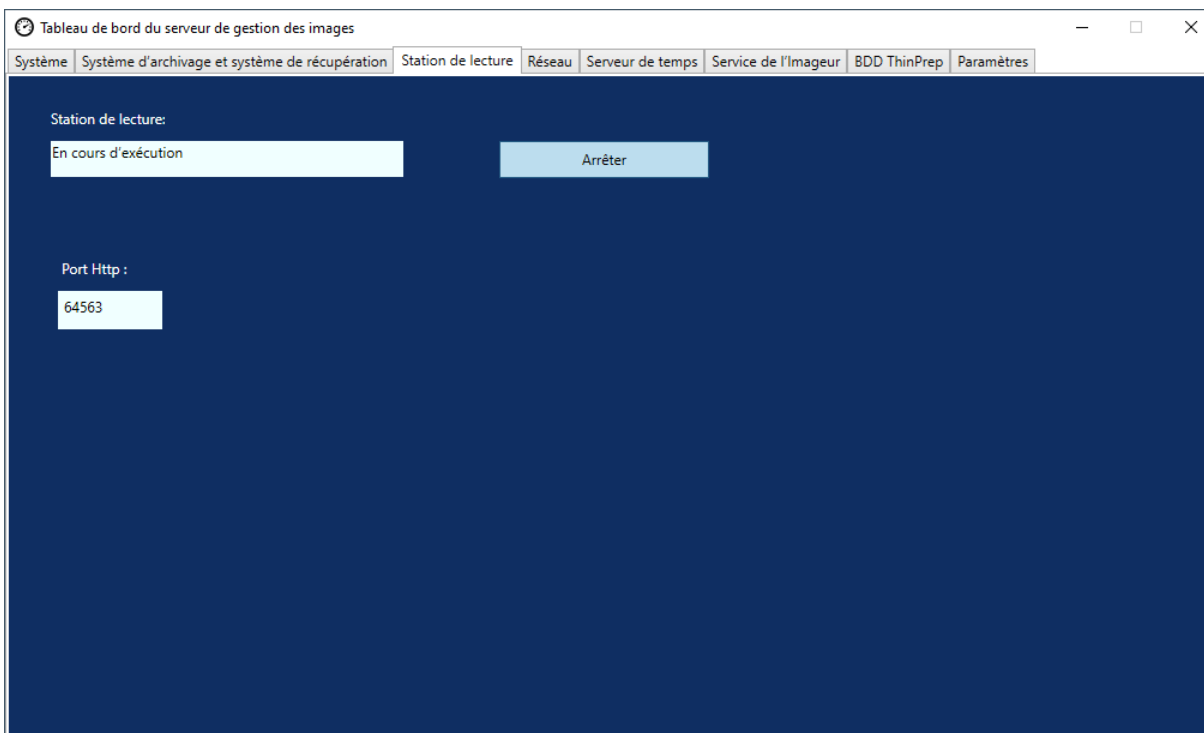 Tableau de bord du serveur de gestion des images
Système Système d'archivage et système de récupération Station de lecture Réseau Serveur de temps Service de l'Imageur BDD ThinPrep Paramètres
Station de lecture:
En cours d'exécution Arrêter
Port Http :
64563